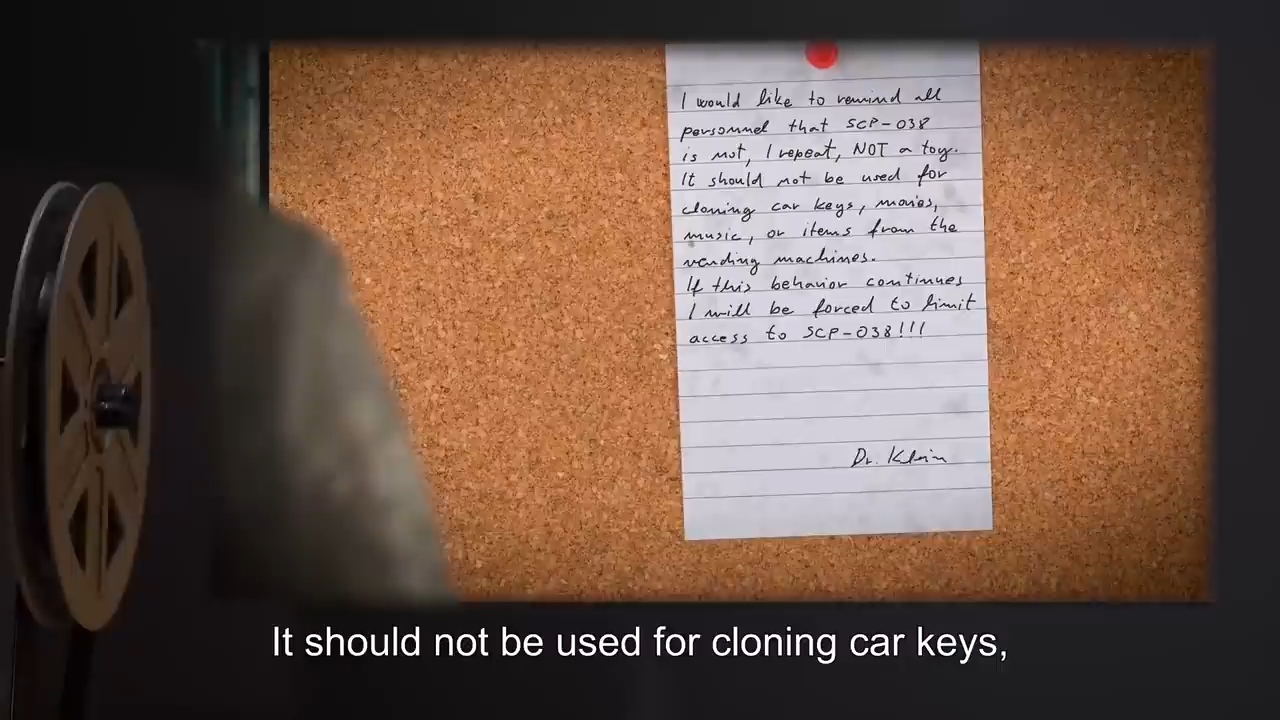 I would like to remind all
personnel that SCP-038
is not, I repeat, NOT a toy.
It should not be used for
cloning car keys, movies,
music, or items from the
vending machines.
If this behavior continues
I will be forced to limit
access to SCP-038!!!
Dr. Klein
It should not be used for cloning car keys,